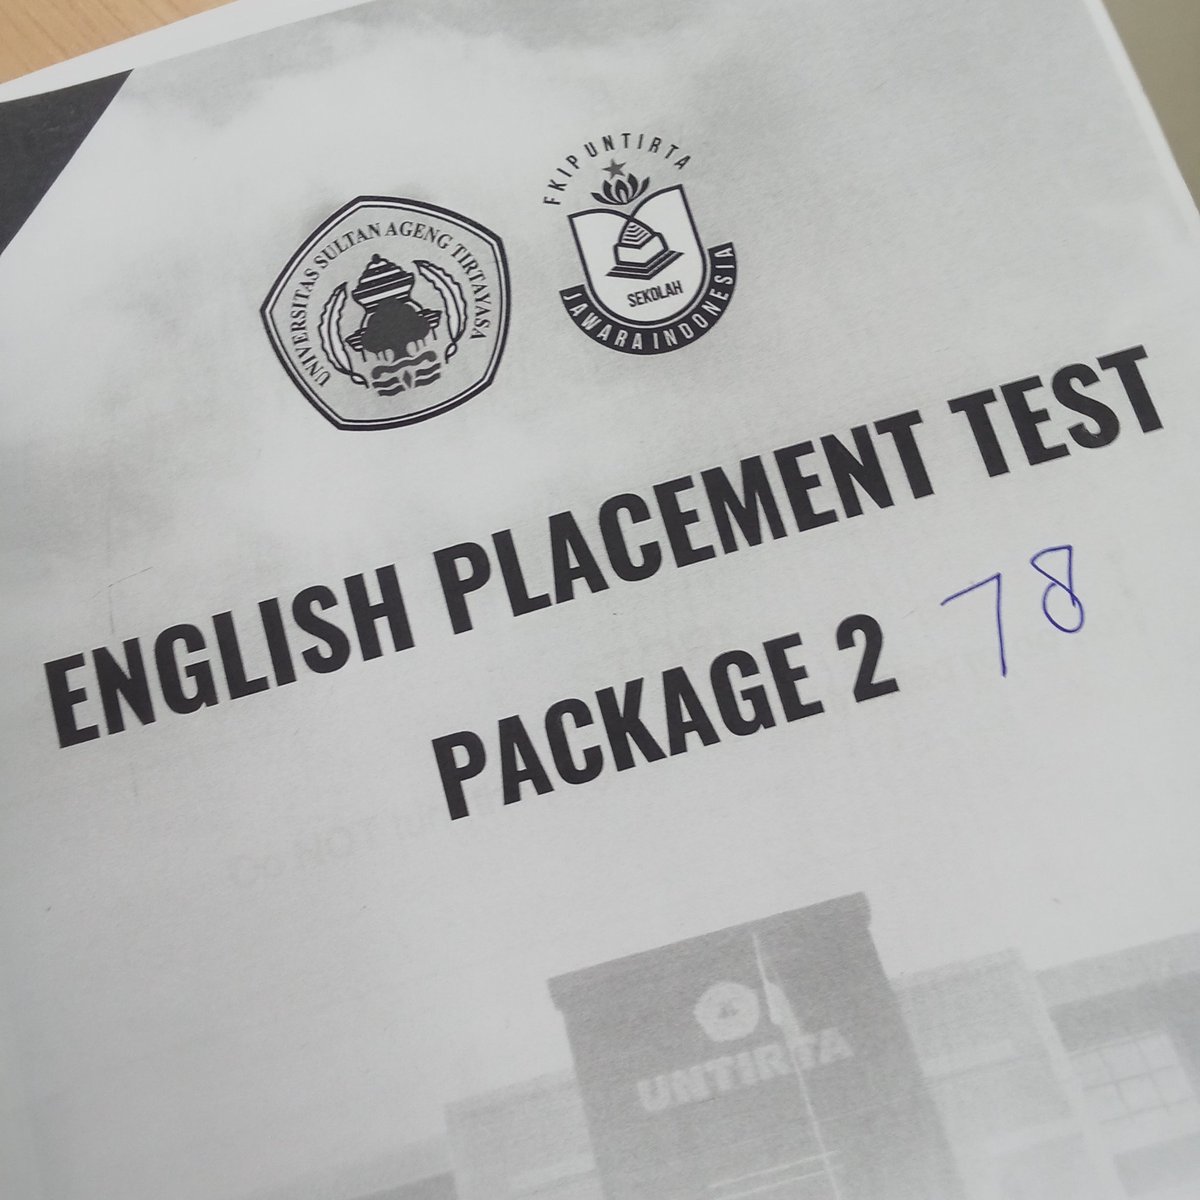 UNIVERSITAS SULTAN AGENG TIRTAYASA
FKIP UNTIRTA
SEKOLAH
JAWARA INDONESIA
ENGLISH PLACEMENT TEST
PACKAGE 2 78
UNTIRTA